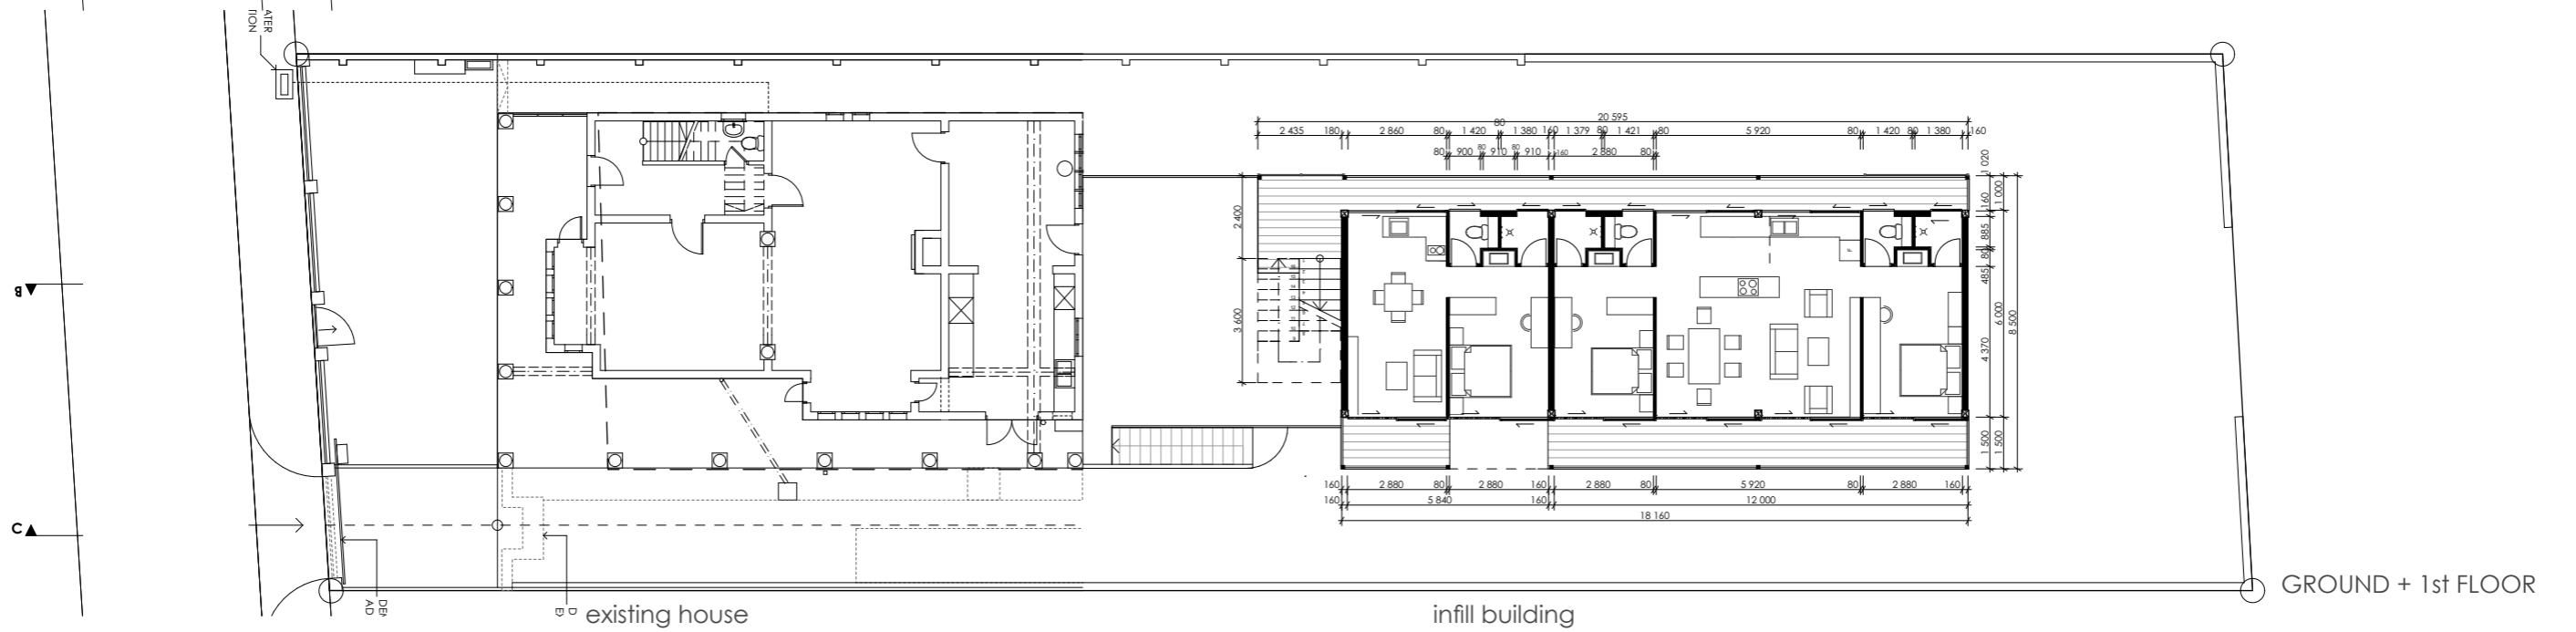 ATER
TION
20 595
80
2 435 180 2 860 80 1 420 1 380 160 1 379 80 1 421 80 5 920 80 1 420 80 1 380 160
80 900 80 910 80 910 160 2 880 80
1 020
1 000
160
2 400
885
80
485
6 000
8 500
3 600
4 370
1 500
1 500
B
C
160 2 880 80 2 880 160 2 880 80 5 920 80 2 880 160
160 5 840 160 12 000
18 160
DEM
AD
D
EX
existing house
infill building
GROUND + 1st FLOOR